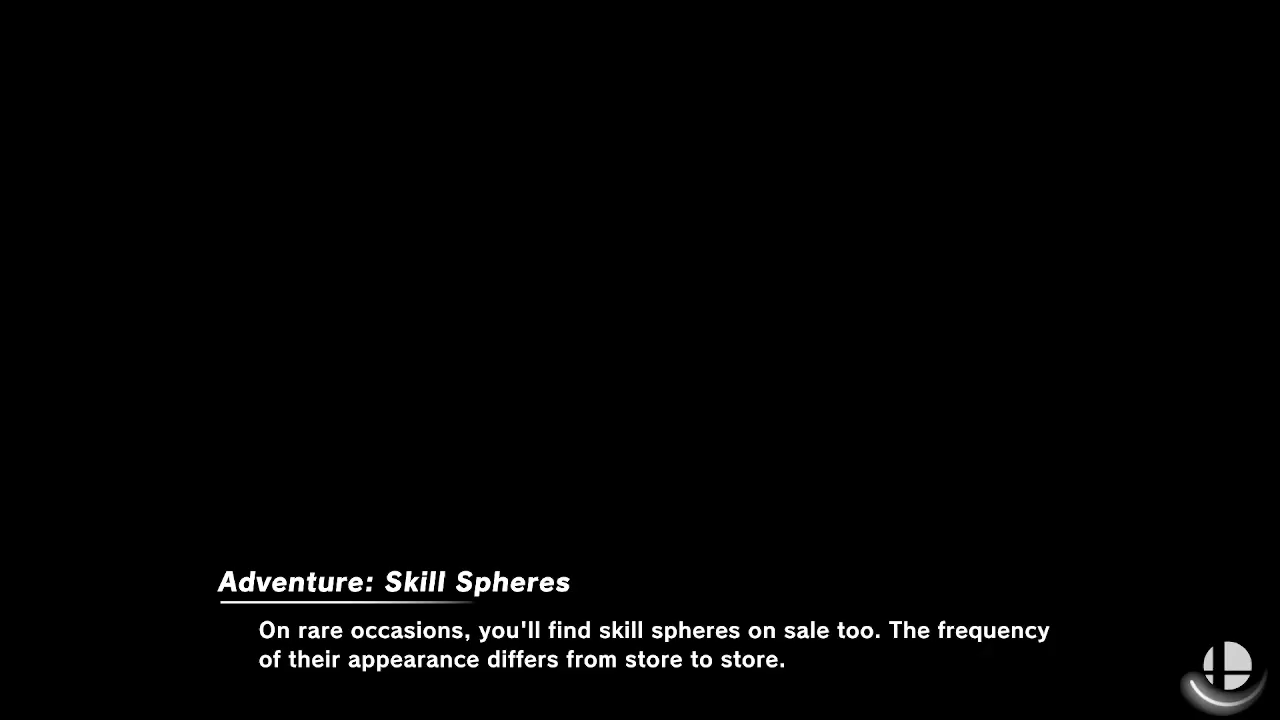 Adventure: Skill Spheres
On rare occasions, you'll find skill spheres on sale too. The frequency
of their appearance differs from store to store.